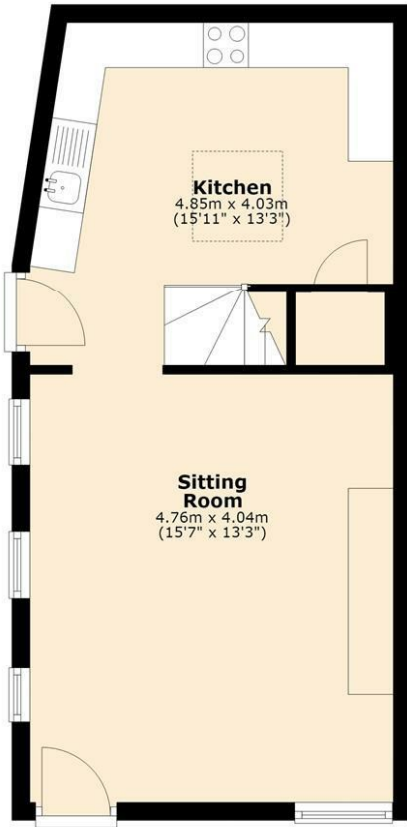 Kitchen
4.85m x 4.03m
(15'11" x 13'3")
Sitting
Room
4.76m x 4.04m
(15'7" x 13'3")